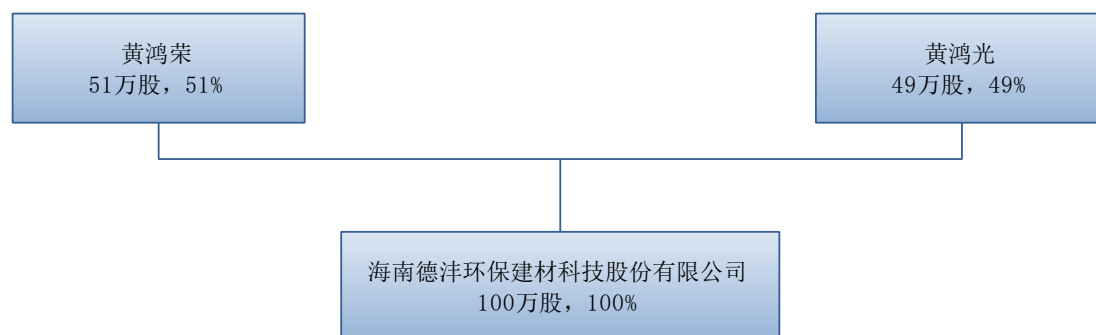 黄鸿荣
51万股，51%
黄鸿光
49万股，49%
海南德沣环保建材科技股份有限公司
100万股，100%